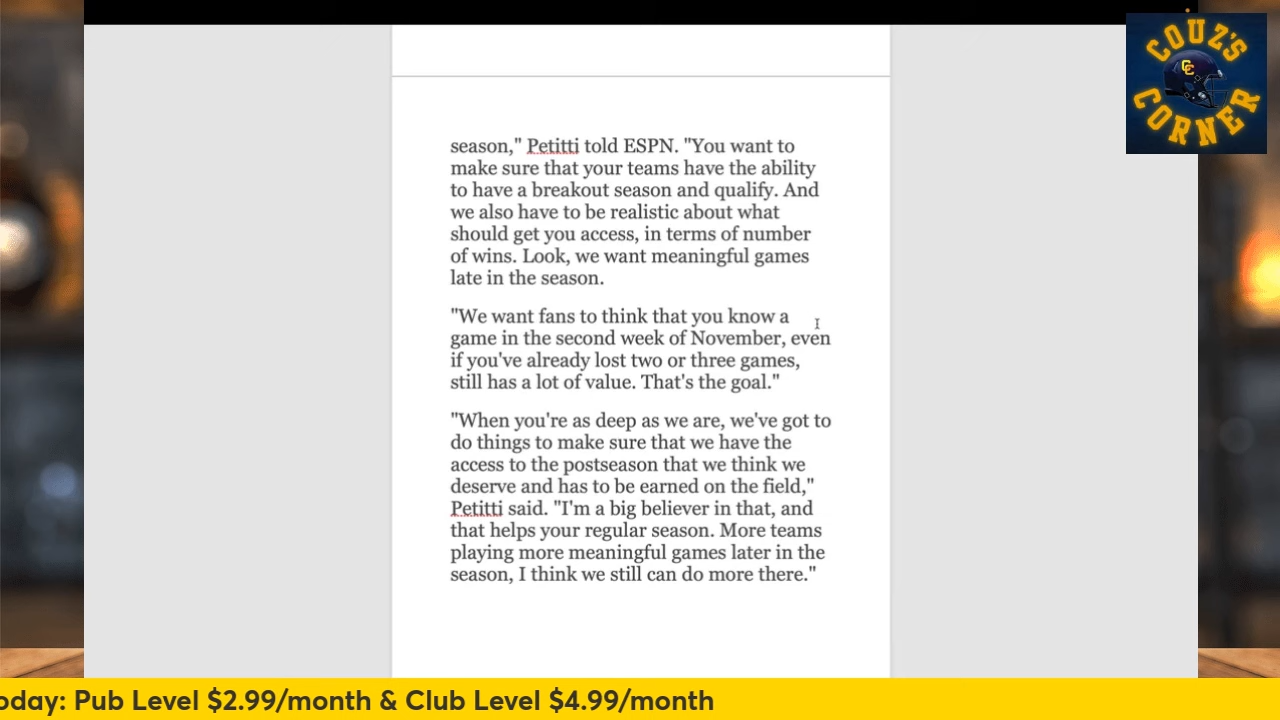 COUZ'S
CC
CORNER
season," Petitti told ESPN. "You want to
make sure that your teams have the ability
to have a breakout season and qualify. And
we also have to be realistic about what
should get you access, in terms of number
of wins. Look, we want meaningful games
late in the season.
"We want fans to think that you know a
game in the second week of November, even
if you've already lost two or three games,
still has a lot of value. That's the goal."
"When you're as deep as we are, we've got to
do things to make sure that we have the
access to the postseason that we think we
deserve and has to be earned on the field,"
Petitti said. "I'm a big believer in that, and
that helps your regular season. More teams
playing more meaningful games later in the
season, I think we still can do more there."
oday: Pub Level $2.99/month & Club Level $4.99/month